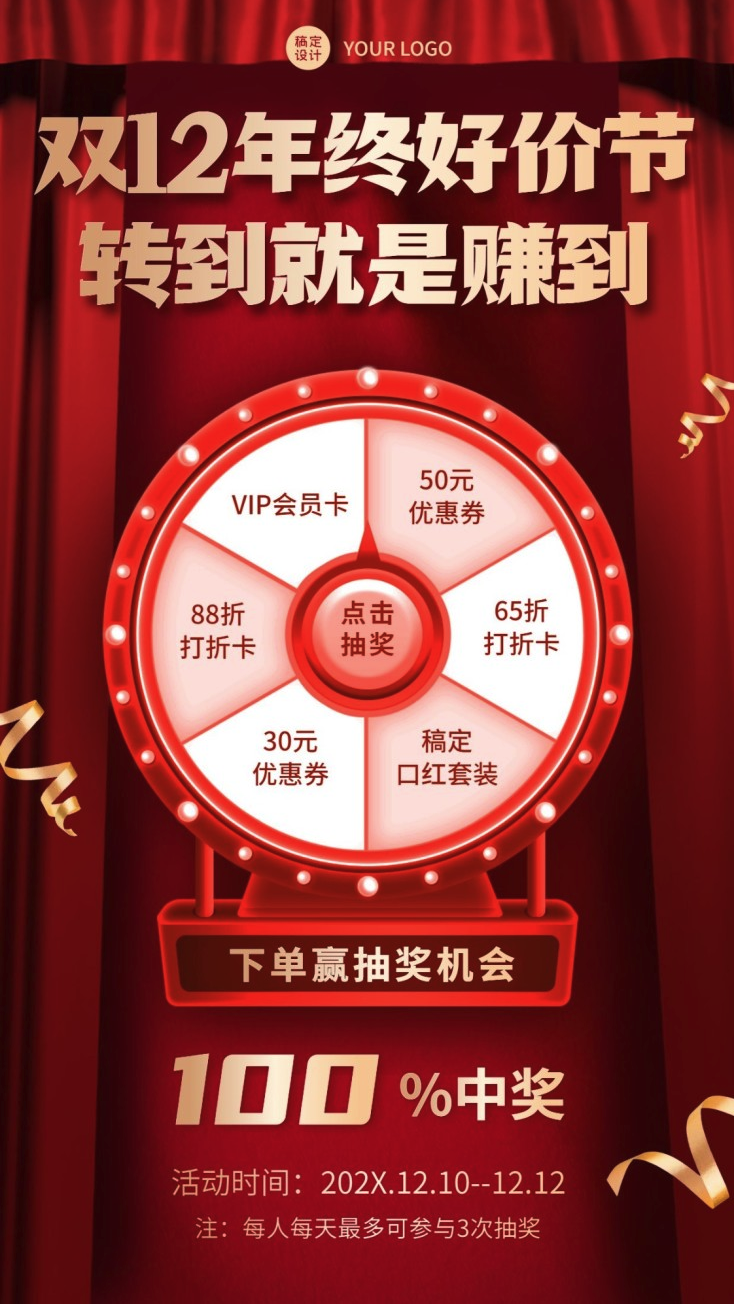 稿定
设计
YOUR LOGO
双12年终好价节
转到就是赚到
VIP会员卡
50元
优惠券
88折
打折卡
点击
抽奖
65折
打折卡
30元
优惠券
稿定
口红套装
下单赢抽奖机会
100%中奖
活动时间：202X.12.10--12.12
注：每人每天最多可参与3次抽奖